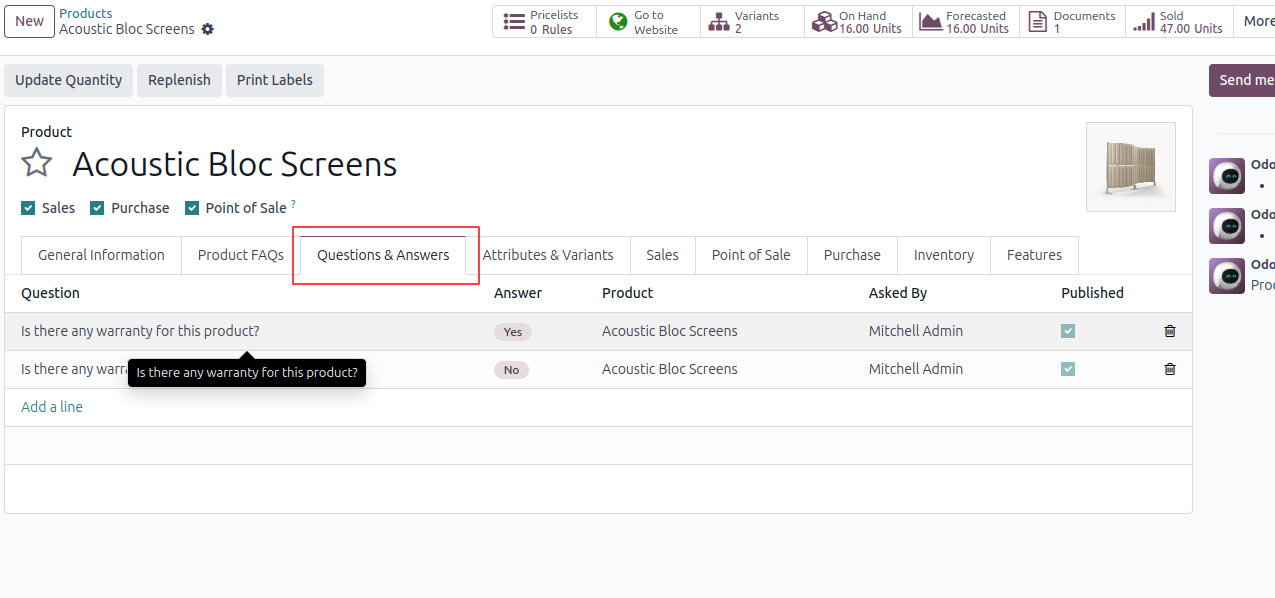 New
Products
Acoustic Bloc Screens
Pricelists
0 Rules
Go to
Website
Variants
2
On Hand
16.00 Units
Forecasted
16.00 Units
Documents
1
Sold
47.00 Units
More
Update Quantity
Replenish
Print Labels
Send me
Product
Acoustic Bloc Screens
Sales
Purchase
Point of Sale ?
General Information
Product FAQs
Questions & Answers
Attributes & Variants
Sales
Point of Sale
Purchase
Inventory
Features
Question Answer Product Asked By Published
Is there any warranty for this product? Yes Acoustic Bloc Screens Mitchell Admin
Is there any warr No Acoustic Bloc Screens Mitchell Admin
Is there any warranty for this product?
Add a line
Odo
•
Odo
•
Odo
Proc